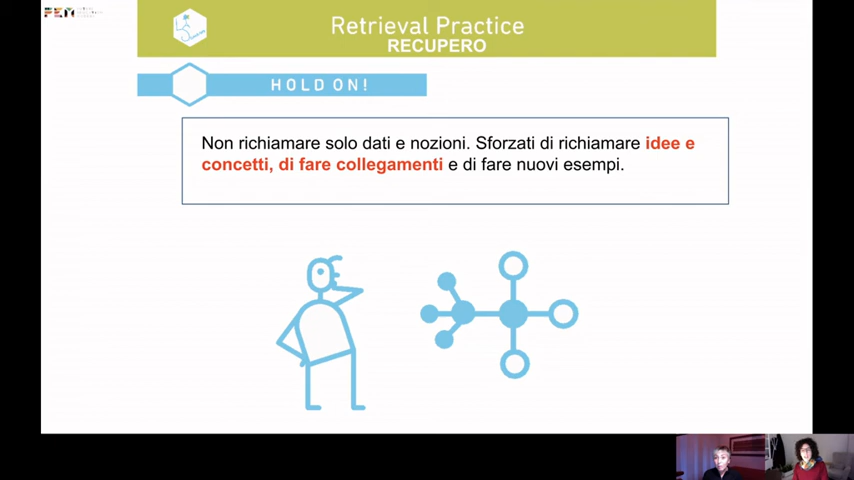 PEM
Retrieval Practice
RECUPERO
HOLD ON!
Non richiamare solo dati e nozioni. Sforzati di richiamare idee e
concetti, di fare collegamenti e di fare nuovi esempi.